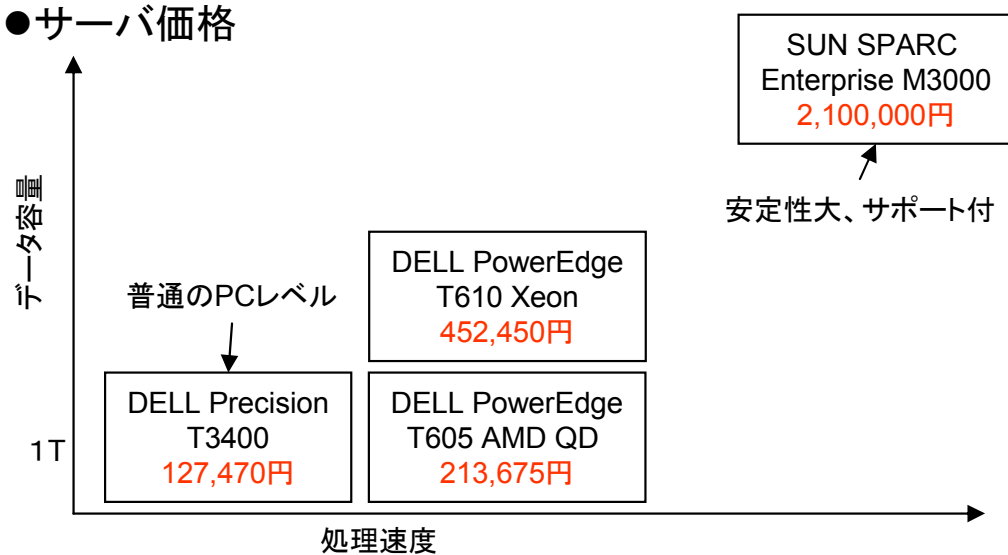 ●サーバ価格
SUN SPARC
Enterprise M3000
2,100,000円
安定性大、サポート付
データ容量
DELL PowerEdge
T610 Xeon
452,450円
普通のPCレベル
DELL Precision
T3400
127,470円
DELL PowerEdge
T605 AMD QD
213,675円
１T
処理速度